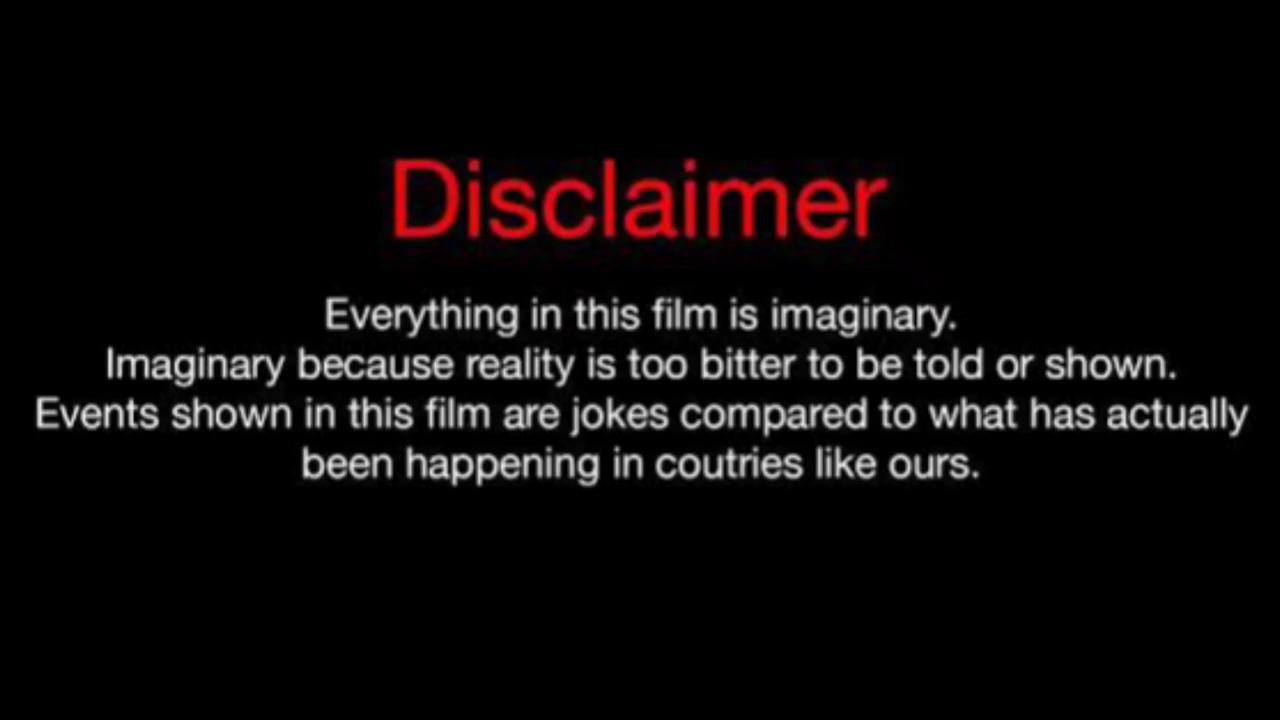 Disclaimer
Everything in this film is imaginary.
Imaginary because reality is too bitter to be told or shown.
Events shown in this film are jokes compared to what has actually
been happening in coutries like ours.